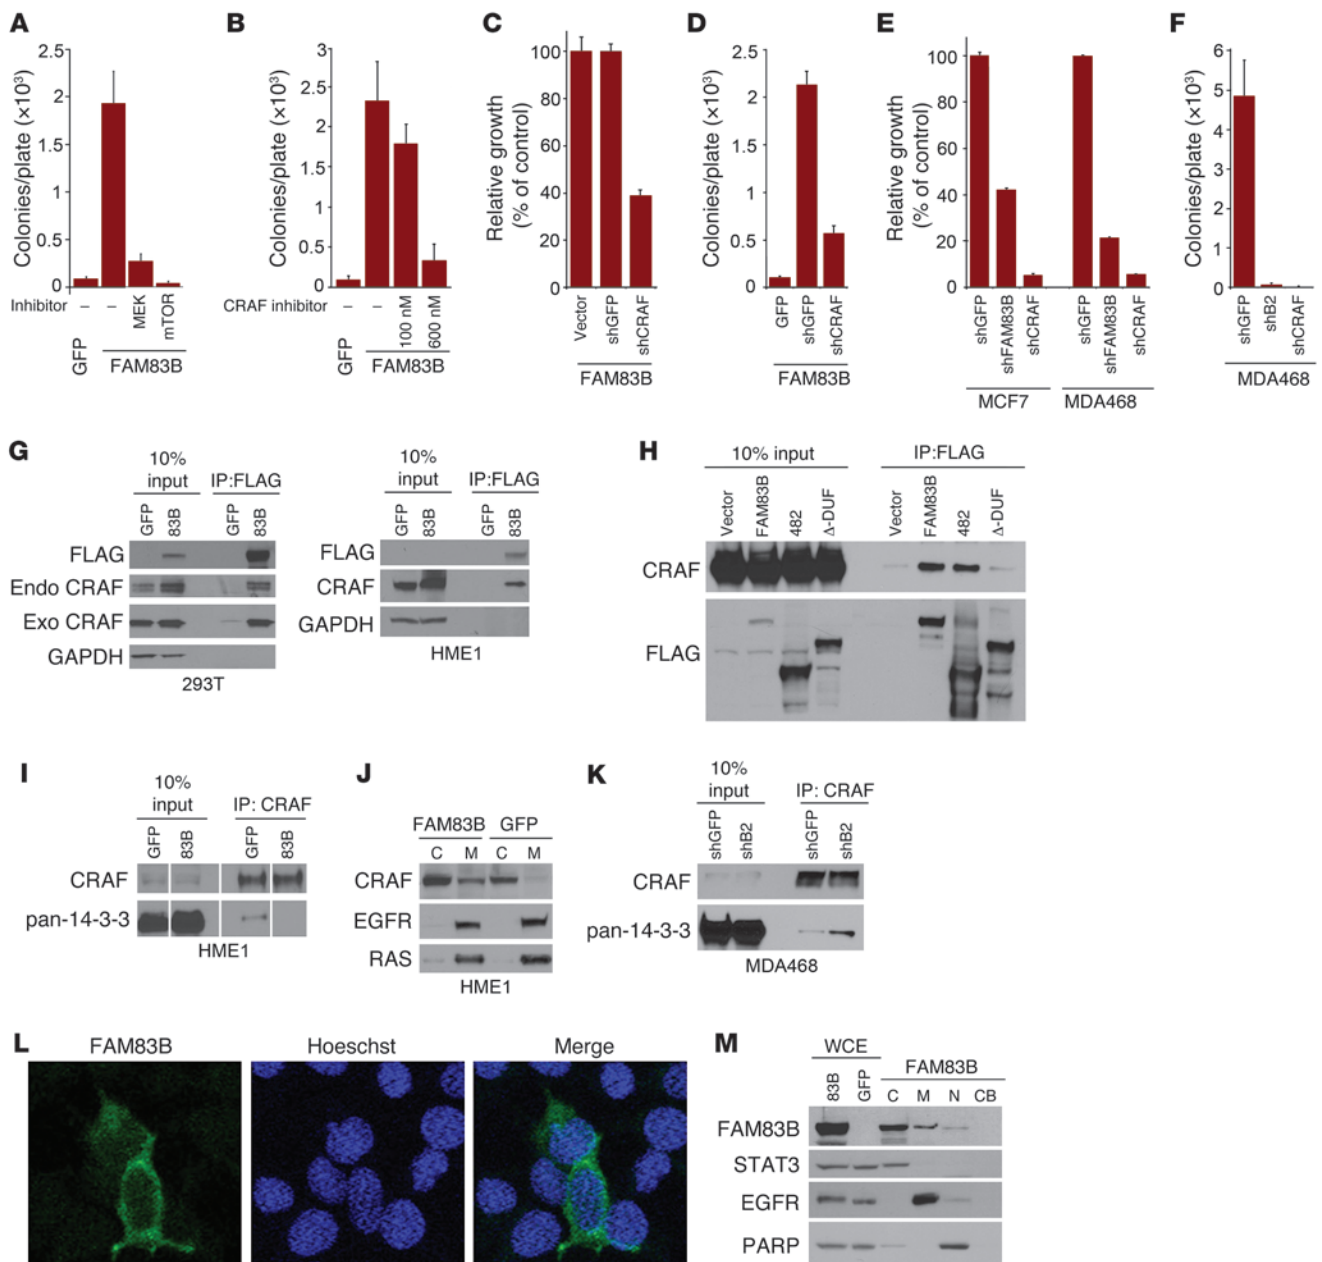 A
Colonies/plate (×10³)
2.5
2
1.5
1
0.5
0
Inhibitor
– – MEK mTOR
GFP FAM83B
B
Colonies/plate (×10³)
3
2.5
2
1.5
1
0.5
0
CRAF inhibitor
– – 100 nM 600 nM
GFP FAM83B
C
Relative growth
(% of control)
100
80
60
40
20
0
Vector shGFP shCRAF
FAM83B
D
Colonies/plate (×10³)
2.5
2
1.5
1
0.5
0
GFP shGFP shCRAF
FAM83B
E
Relative growth
(% of control)
100
80
60
40
20
0
shGFP shFAM83B shCRAF shGFP shFAM83B shCRAF
MCF7 MDA468
F
Colonies/plate (×10³)
6
5
4
3
2
1
0
shGFP shB2 shCRAF
MDA468
G
10%
input IP:FLAG
GFP 83B GFP 83B
FLAG
Endo CRAF
Exo CRAF
GAPDH
293T
10%
input IP:FLAG
GFP 83B GFP 83B
FLAG
CRAF
GAPDH
HME1
H
10% input IP:FLAG
Vector FAM83B 482 Δ-DUF Vector FAM83B 482 Δ-DUF
CRAF
FLAG
I
10%
input IP: CRAF
GFP 83B GFP 83B
CRAF
pan-14-3-3
HME1
J
FAM83B GFP
C M C M
CRAF
EGFR
RAS
HME1
K
10%
input IP: CRAF
shGFP shB2 shGFP shB2
CRAF
pan-14-3-3
MDA468
L
FAM83B Hoeschst Merge
M
WCE FAM83B
83B GFP C M N CB
FAM83B
STAT3
EGFR
PARP